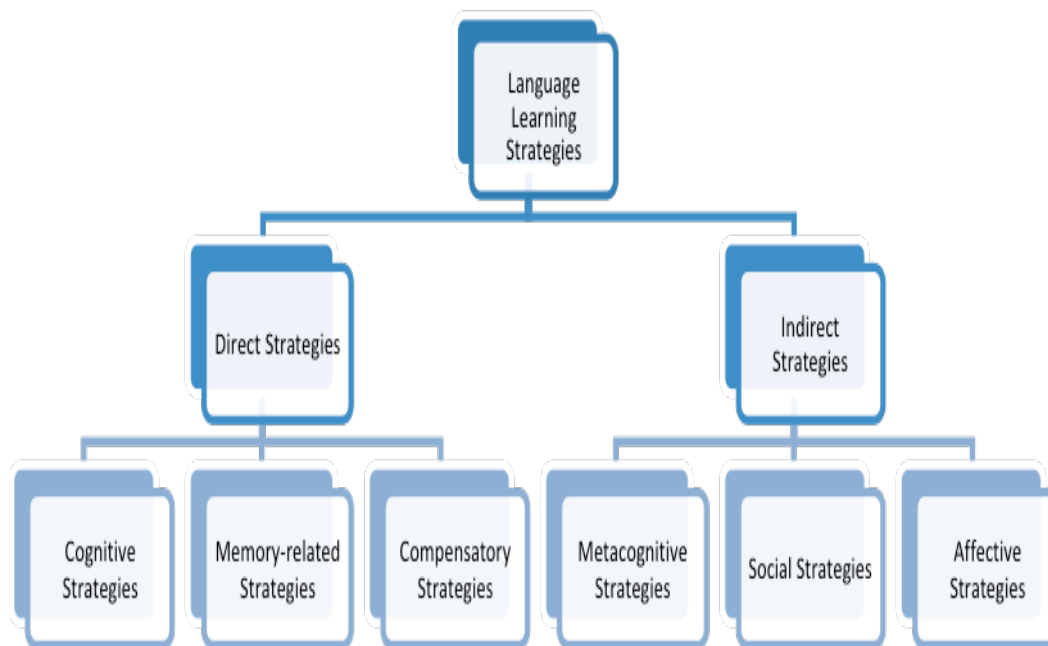 Language
Learning
Strategies
Direct Strategies
Indirect
Strategies
Cognitive
Strategies
Memory-related
Strategies
Compensatory
Strategies
Metacognitive
Strategies
Social Strategies
Affective
Strategies